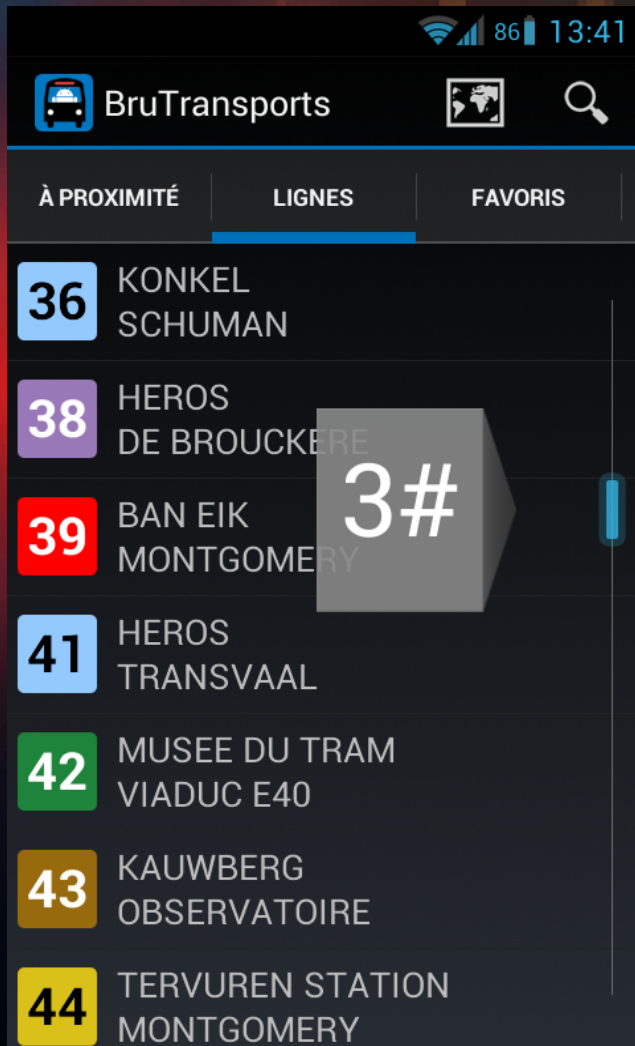 86 13:41
BruTransports
À PROXIMITÉ LIGNES FAVORIS
36 KONKEL
SCHUMAN
38 HEROS
DE BROUCKERE
3#
39 BAN EIK
MONTGOMERY
41 HEROS
TRANSVAAL
42 MUSEE DU TRAM
VIADUC E40
43 KAUWBERG
OBSERVATOIRE
44 TERVUREN STATION
MONTGOMERY